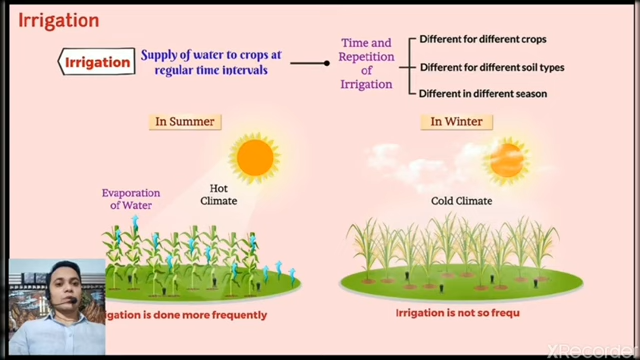 Irrigation
Irrigation
Supply of water to crops at
regular time intervals
Time and
Repetition
of
Irrigation
Different for different crops
Different for different soil types
Different in different season
In Summer
Hot
Climate
Evaporation
of Water
gation is done more frequently
In Winter
Cold Climate
Irrigation is not so frequ
XRecorder